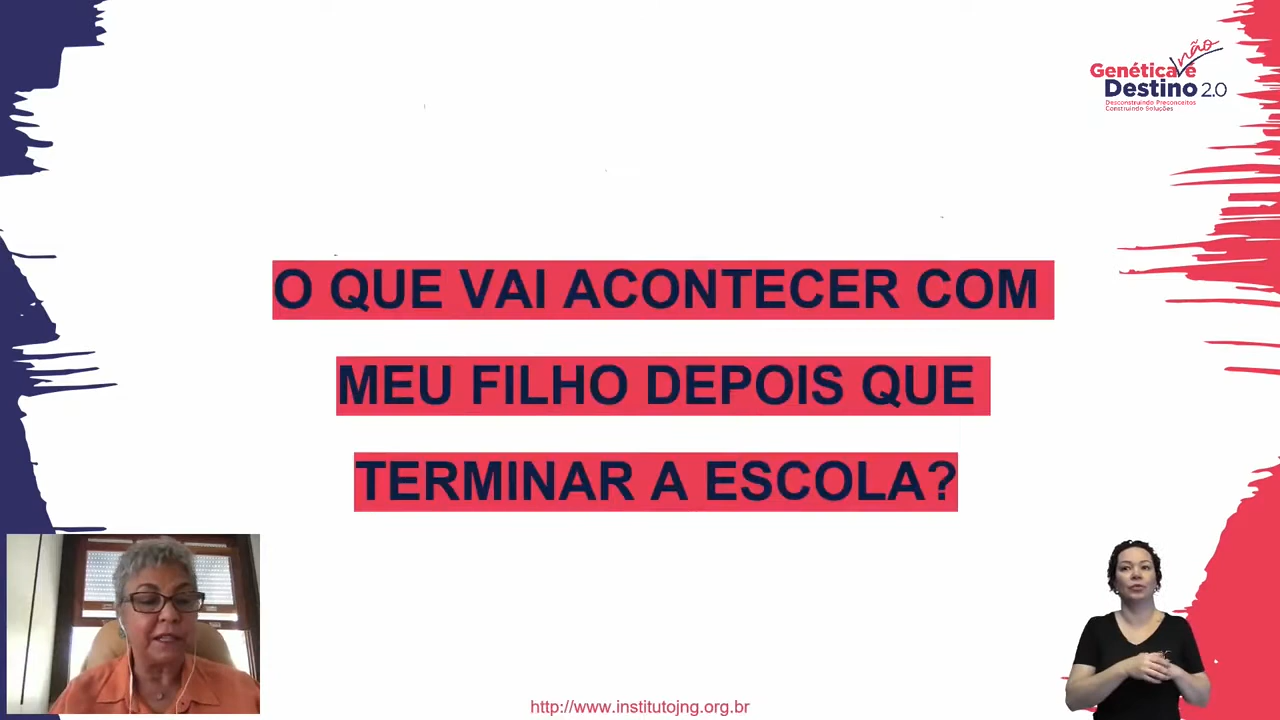 não
Genética é
Destino 2.0
Desconstruindo Preconceitos
Construindo Soluções
O QUE VAI ACONTECER COM
MEU FILHO DEPOIS QUE
TERMINAR A ESCOLA?
http://www.institutojng.org.br